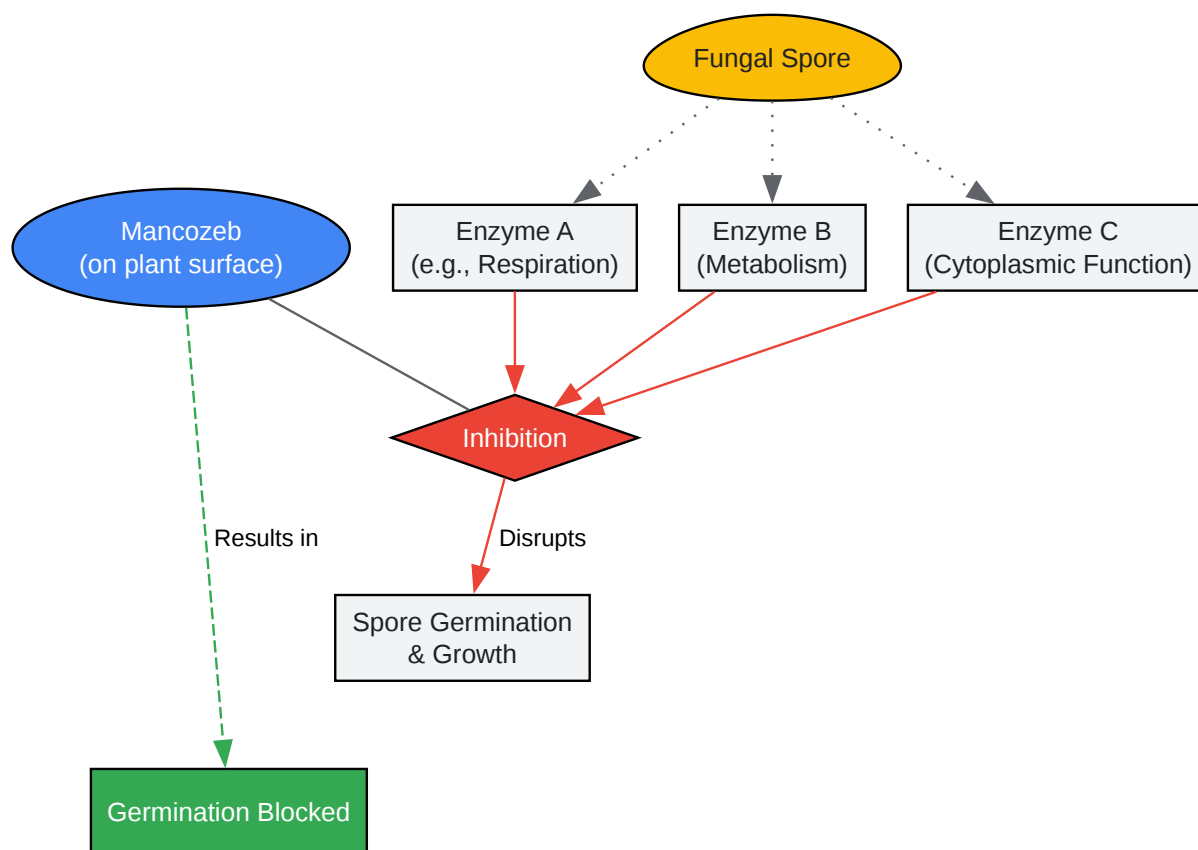 Fungal Spore
Mancozeb
(on plant surface)
Enzyme A
(e.g., Respiration)
Enzyme B
(Metabolism)
Enzyme C
(Cytoplasmic Function)
Inhibition
Results in
Disrupts
Spore Germination
& Growth
Germination Blocked